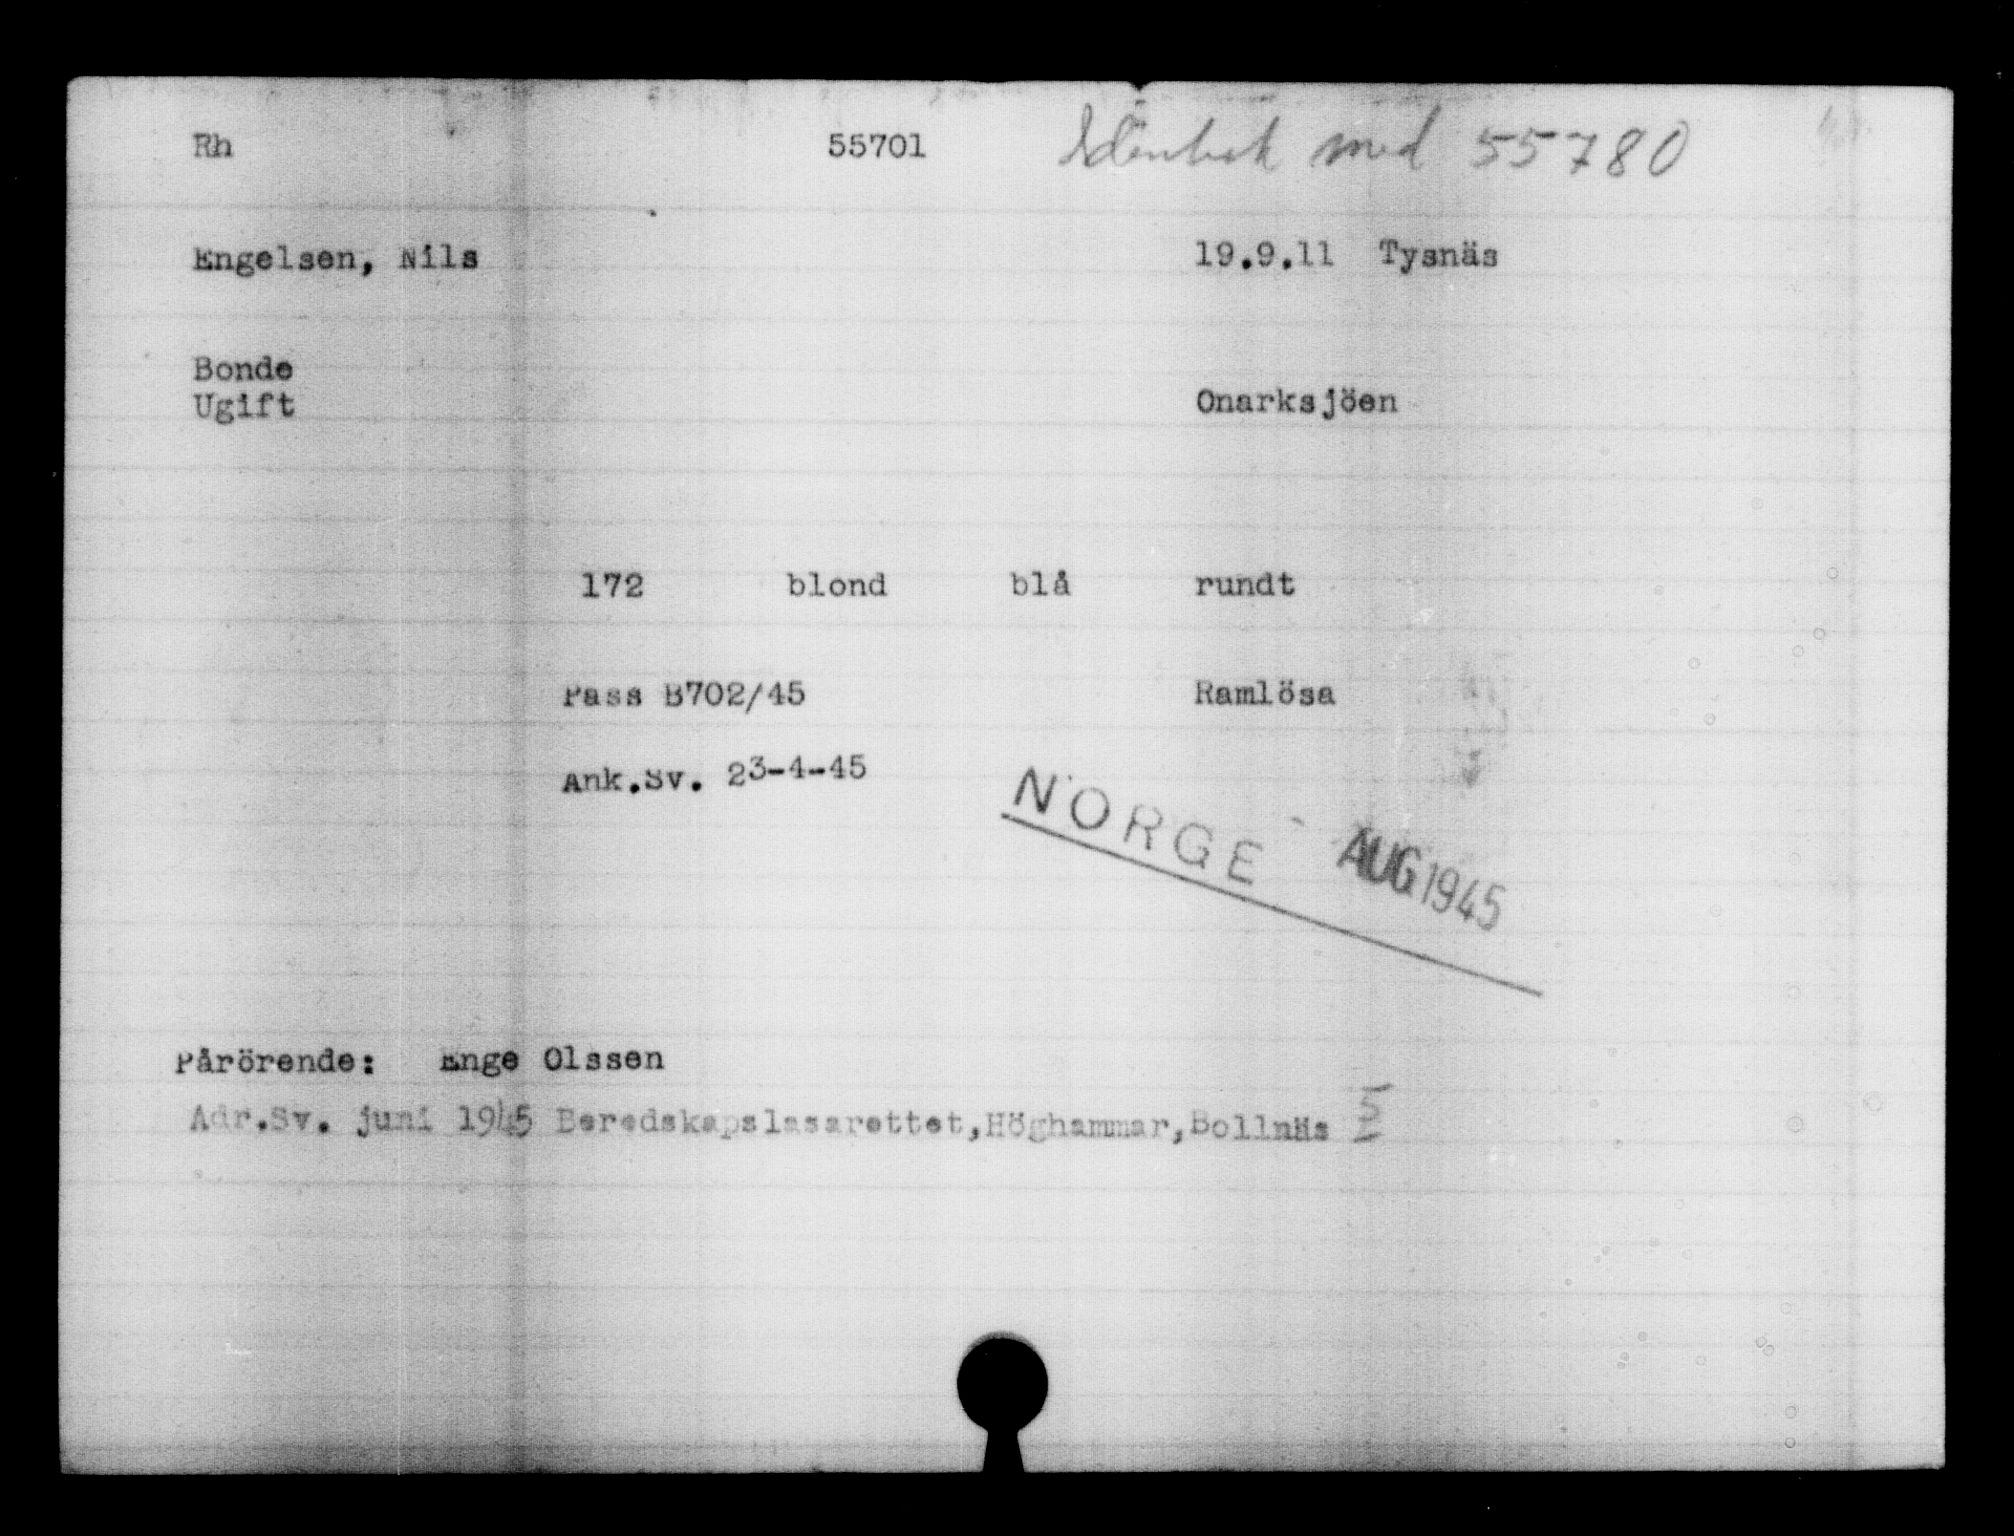 Rh 55701 Identisk med 55780
Engelsen, Nils 19.9.11 Tysnäs
Bonde
Ugift Onarksjöen
172 blond blå rundt
Pass B702/45 Ramlösa
Ank.Sv. 23-4-45
NORGE AUG 1945
Pårörende: Enge Olssen
Adr.Sv. juni 1945 Beredskapslasarettet,Höghammar,Bollnäs 5